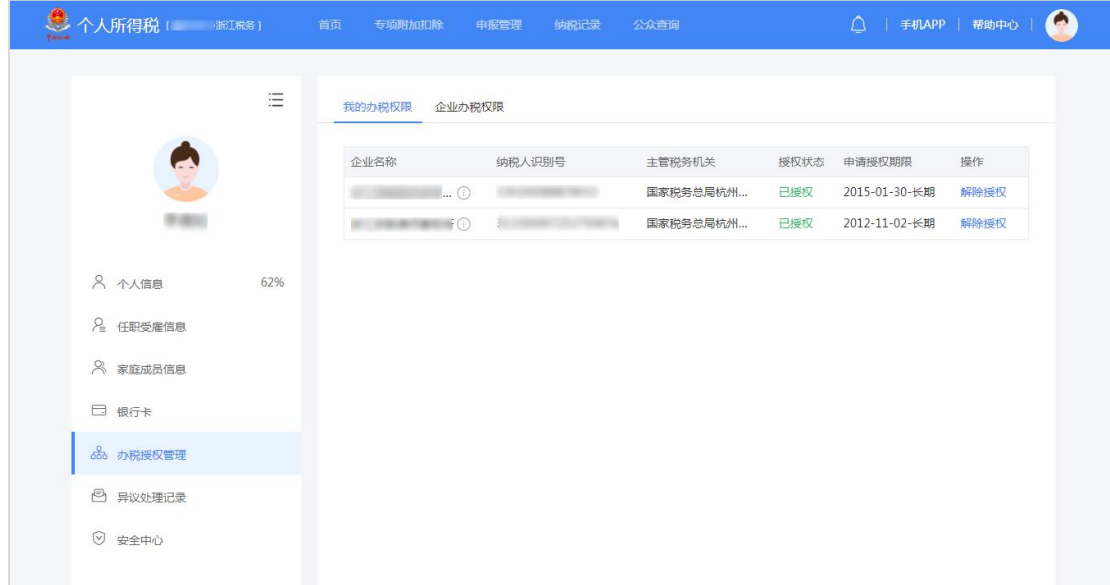 个人所得税 [ 浙江税务 ] 首页 专项附加扣除 申报管理 纳税记录 公众查询 手机APP 帮助中心
我的办税权限 企业办税权限
企业名称 纳税人识别号 主管税务机关 授权状态 申请授权期限 操作
... 国家税务总局杭州... 已授权 2015-01-30-长期 解除授权
国家税务总局杭州... 已授权 2012-11-02-长期 解除授权
个人信息 62%
任职受雇信息
家庭成员信息
银行卡
办税授权管理
异议处理记录
安全中心